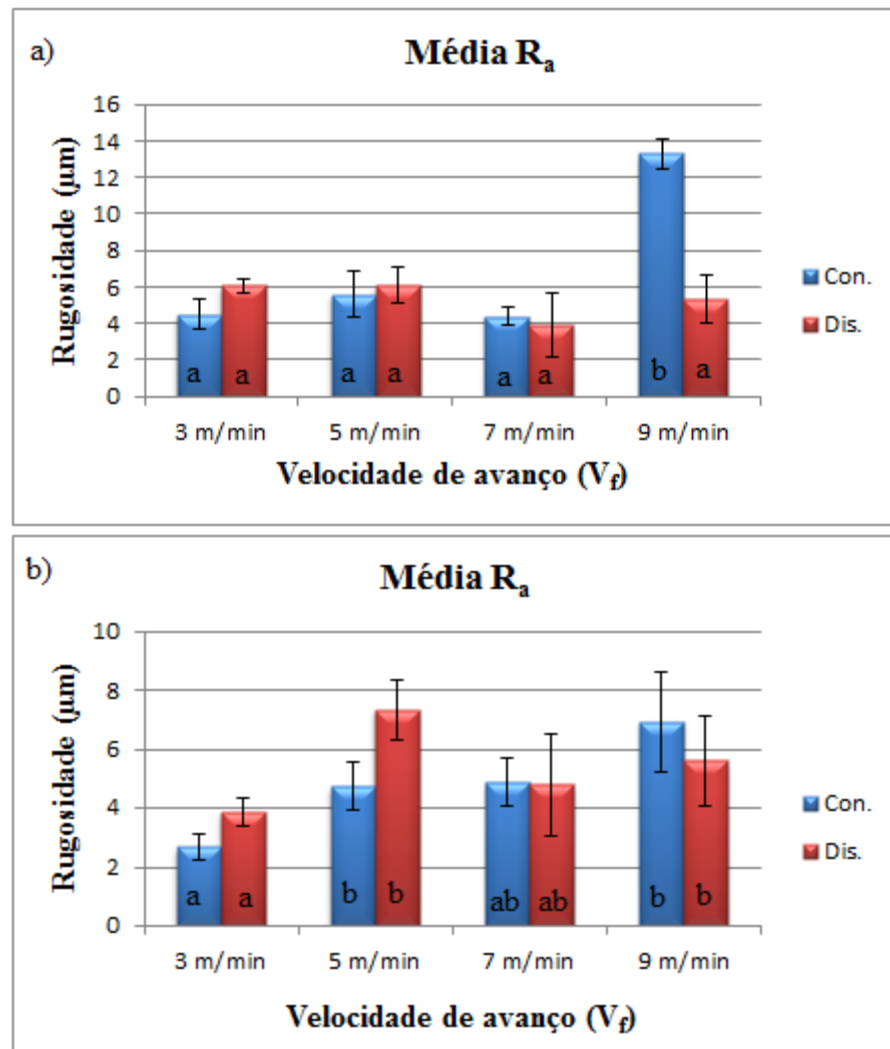 a)
Média Ra
Rugosidade (µm)
16
14
12
10
8
6
4
2
0
a a a a a a b a
3 m/min 5 m/min 7 m/min 9 m/min
Velocidade de avanço (Vf)
Con.
Dis.
b)
Média Ra
Rugosidade (µm)
10
8
6
4
2
0
a a b b ab ab b b
3 m/min 5 m/min 7 m/min 9 m/min
Velocidade de avanço (Vf)
Con.
Dis.